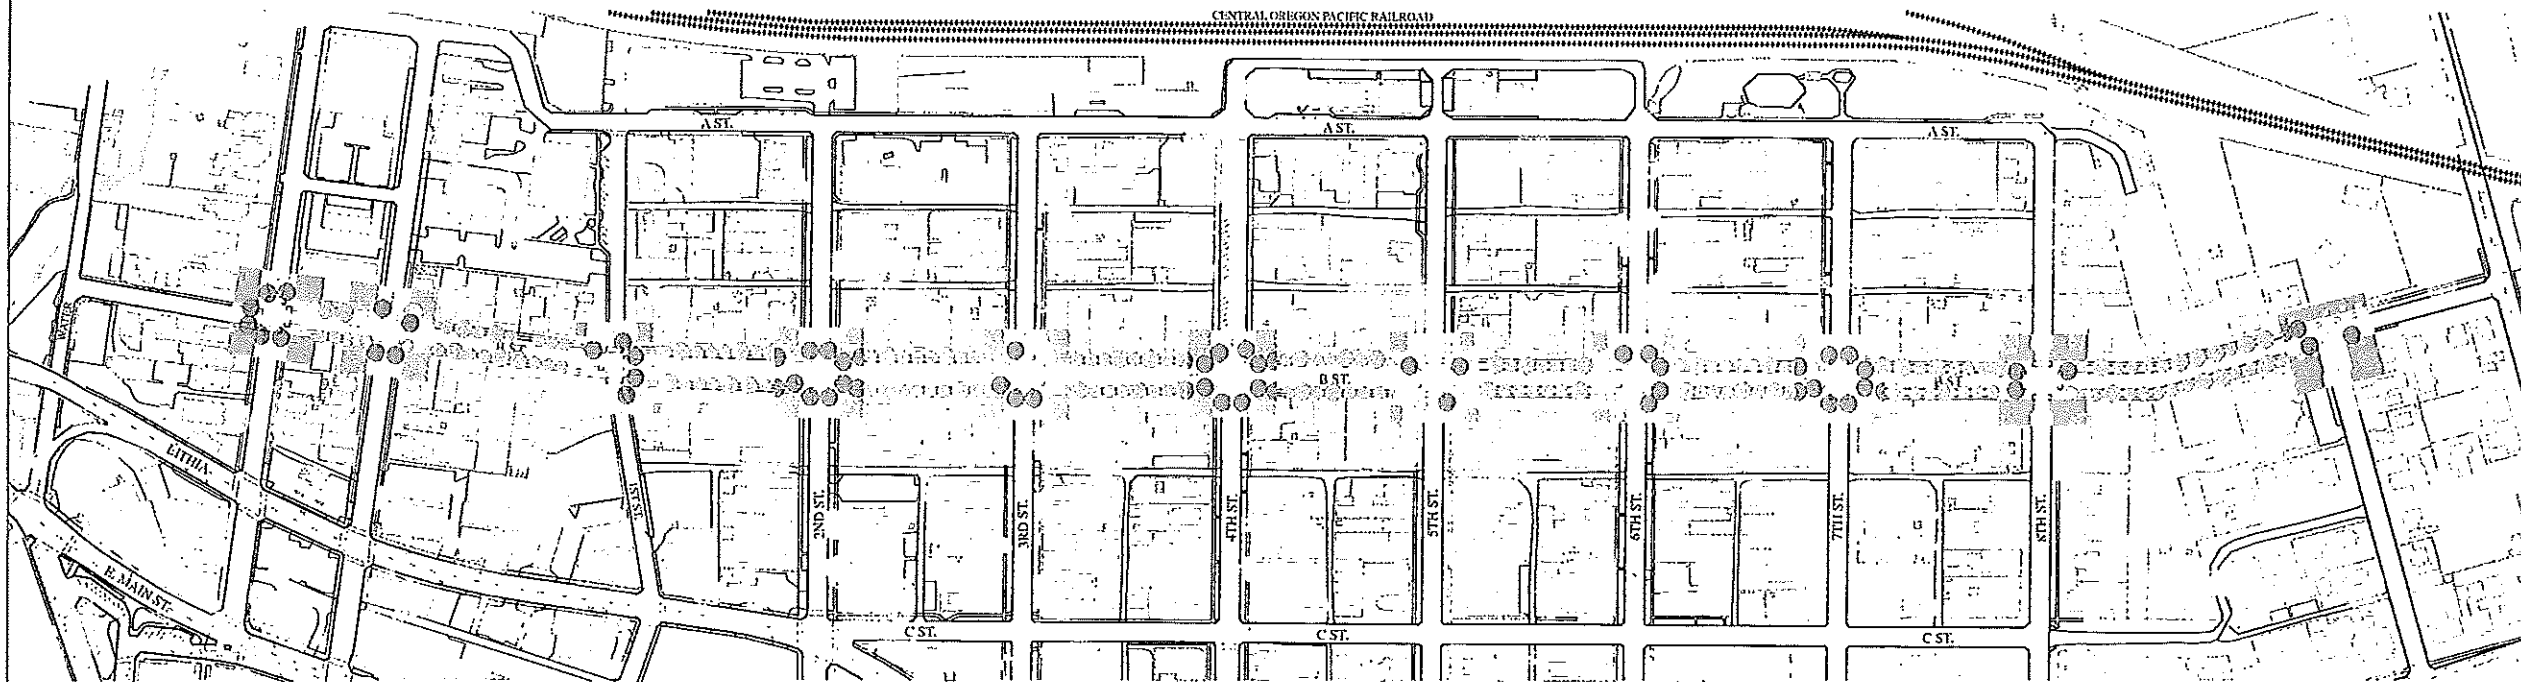 CENTRAL OREGON PACIFIC RAILROAD
A ST.
A ST.
A ST.
B ST.
B ST.
B ST.
LITHIA
1ST ST.
2ND ST.
3RD ST.
4TH ST.
5TH ST.
6TH ST.
7TH ST.
8TH ST.
E. MAIN ST.
C ST.
C ST.
C ST.